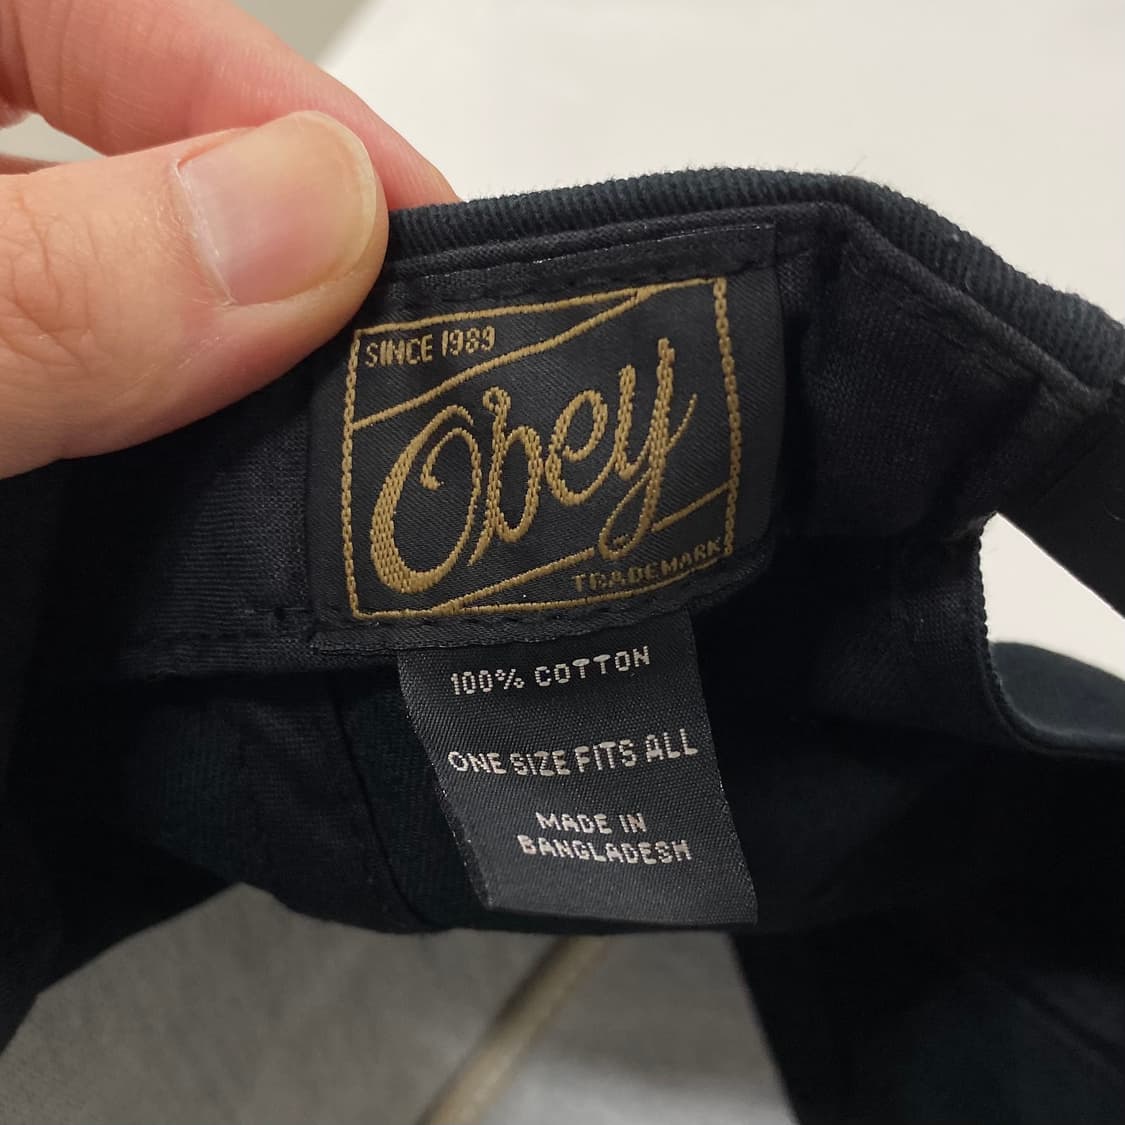 SINCE 1989
Obey
TRADEMARK
100% COTTON
ONE SIZE FITS ALL
MADE IN
BANGLADESH